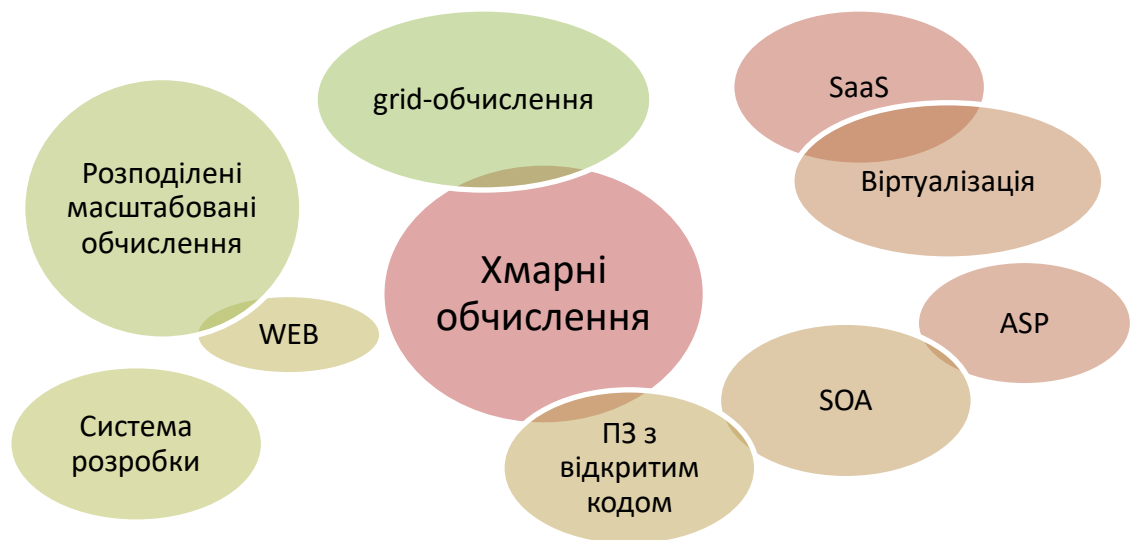 grid-обчислення
SaaS
Розподілені
масштабовані
обчислення
Віртуалізація
Хмарні
обчислення
WEB
ASP
SOA
Система
розробки
ПЗ з
відкритим
кодом